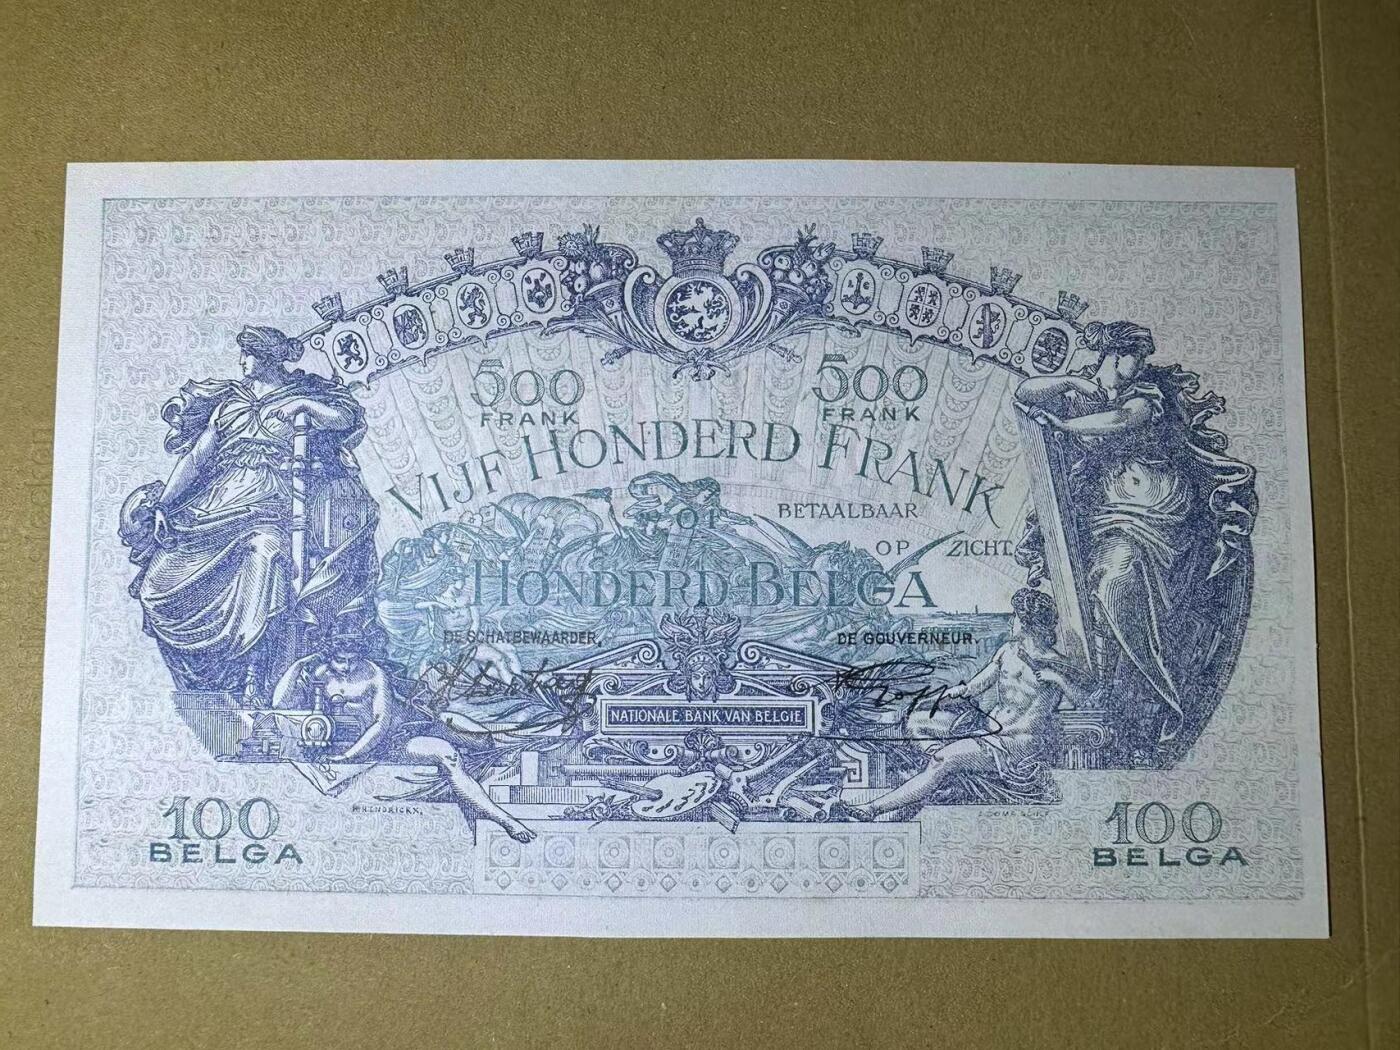 500 500
FRANK FRANK
VIJF HONDERD FRANK
OF BETAALBAAR
OP ZICHT.
HONDERD BELGA
DE SCHATBEWAARDER, DE GOUVERNEUR.
NATIONALE BANK VAN BELGIE
100 100
BELGA BELGA